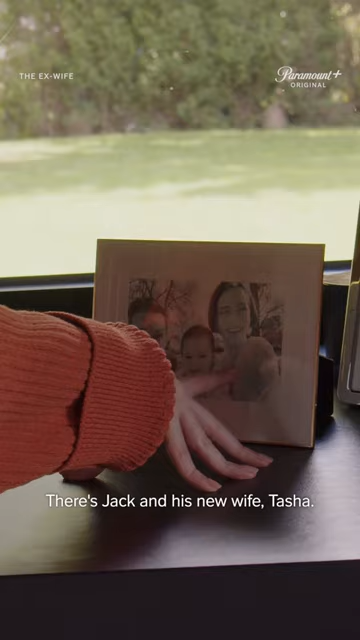 THE EX-WIFE
Paramount+
ORIGINAL
There's Jack and his new wife, Tasha.